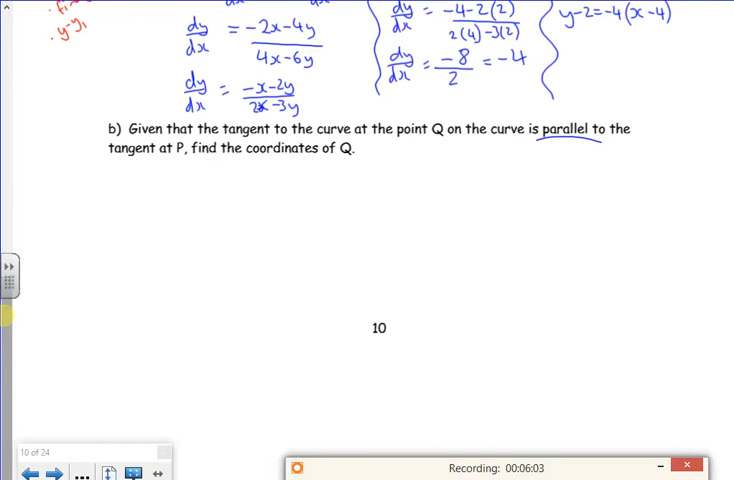 · y-y₁
dy/dx = -2x-4y / 4x-6y
dy/dx = -x-2y / 2x-3y
dy/dx = -4-2(2) / 2(4)-3(2)
dy/dx = -8/2 = -4
y-2=-4(x-4)
b) Given that the tangent to the curve at the point Q on the curve is parallel to the
tangent at P, find the coordinates of Q.
10
10 of 24
Recording: 00:06:03